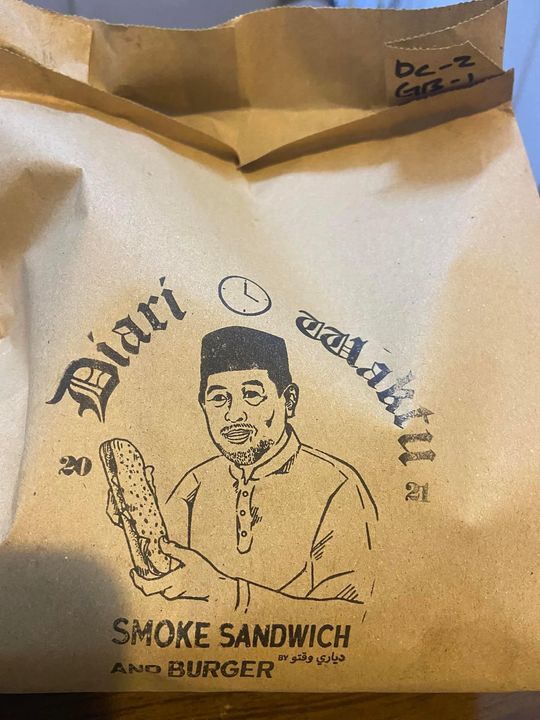 DC-2
GB-1
Diari Waktu
20 21
SMOKE SANDWICH
BY دياري وقتو
AND BURGER